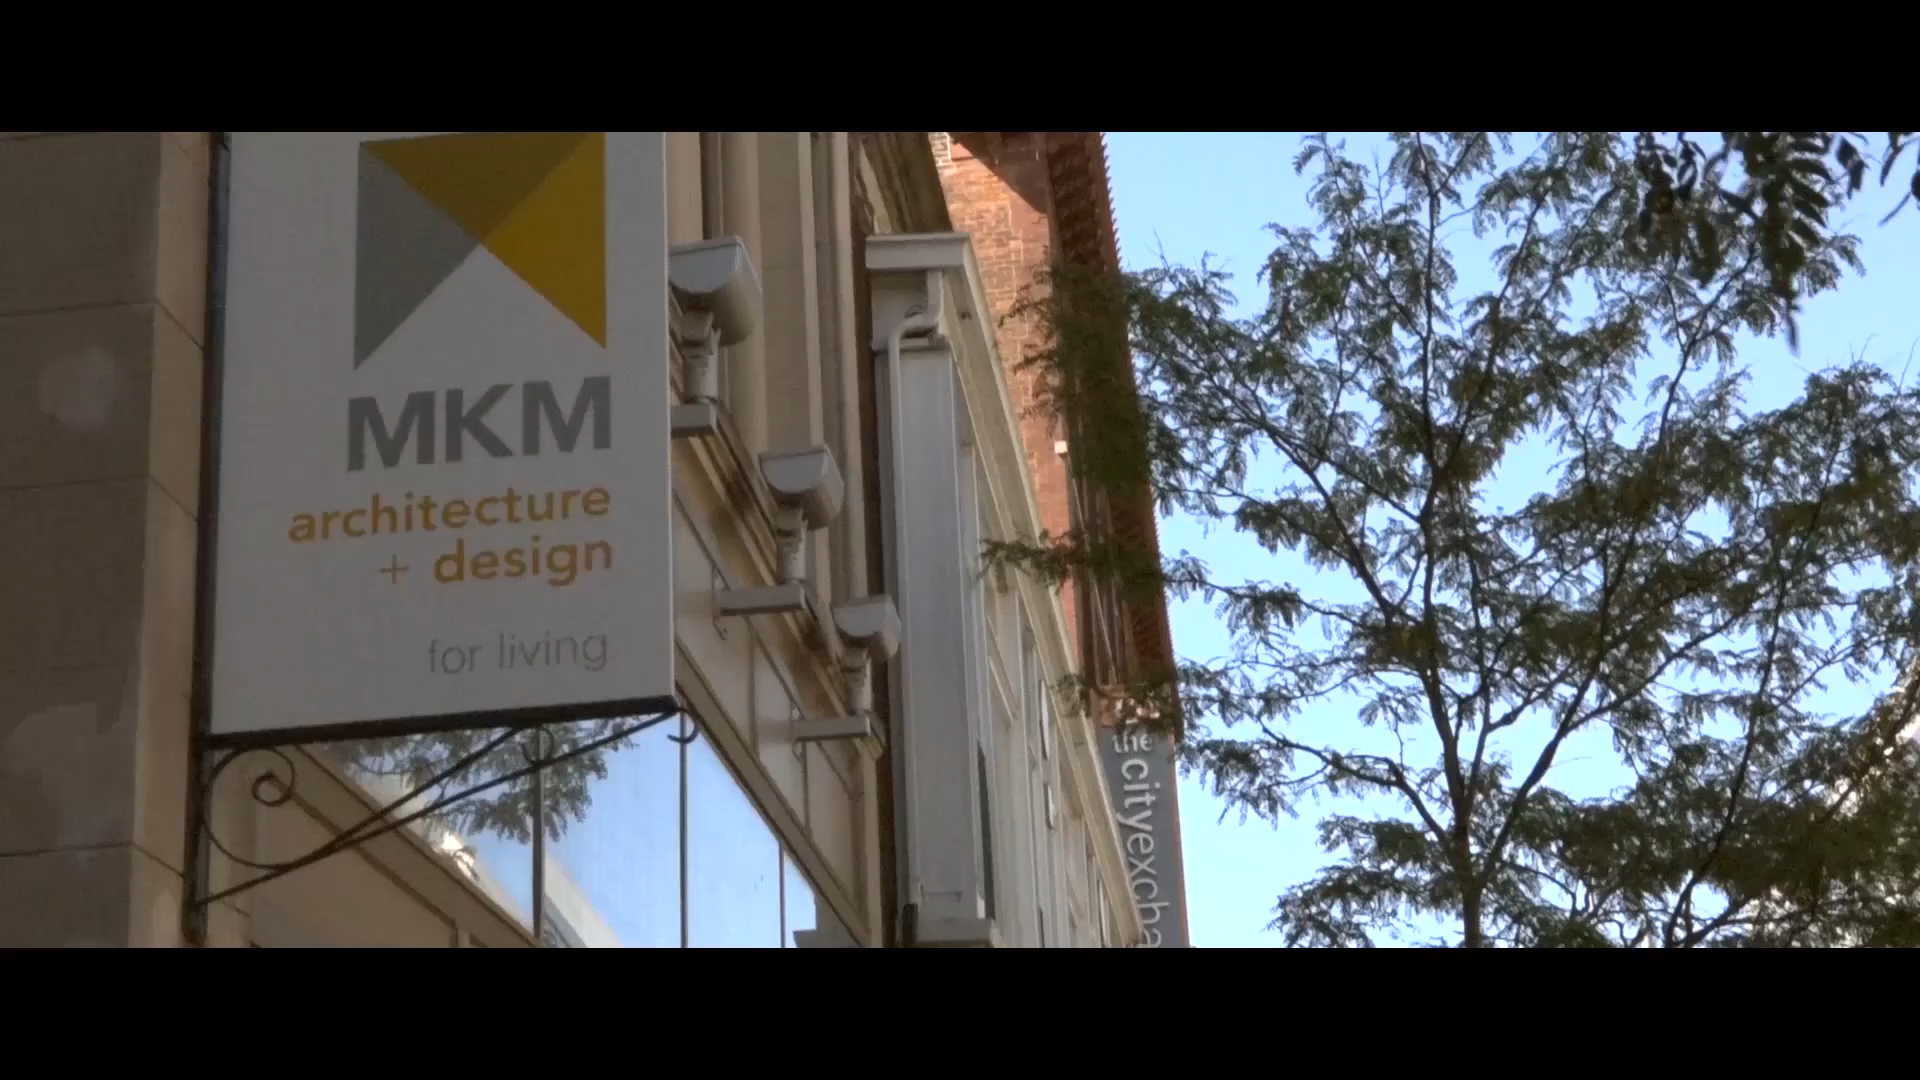 MKM
architecture
+ design
for living
the cityexcha